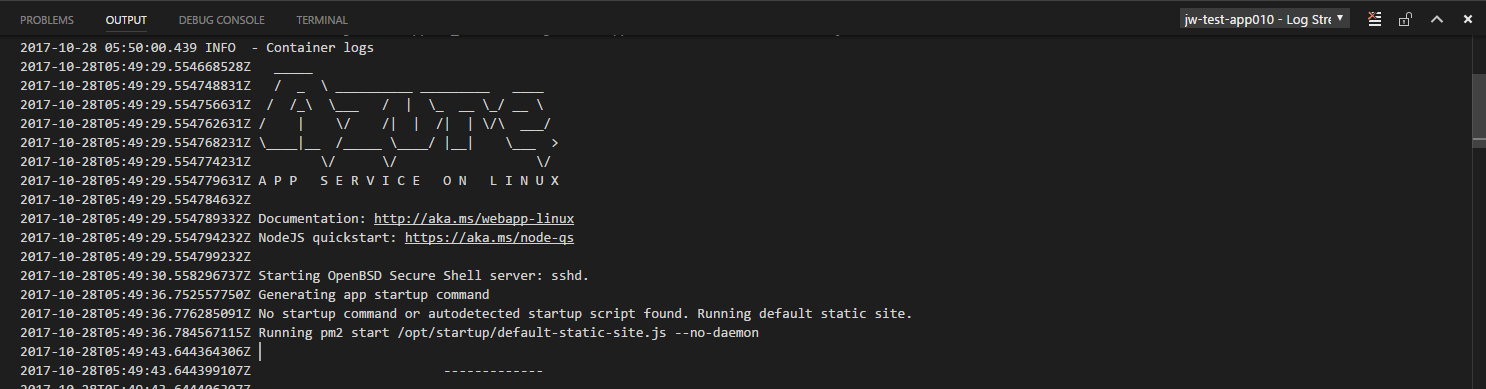 PROBLEMS OUTPUT DEBUG CONSOLE TERMINAL jw-test-app010 - Log Stre
2017-10-28 05:50:00.439 INFO  - Container logs
2017-10-28T05:49:29.554668528Z   _____
2017-10-28T05:49:29.554748831Z   /  _  \ __________ _________   ____
2017-10-28T05:49:29.554756631Z  /  /_\  \___   /  |  \_  __ \_/ __ \
2017-10-28T05:49:29.554762631Z /    |    \/    /|  |  /|  | \/\  ___/
2017-10-28T05:49:29.554768231Z \____|__  /_____ \____/ |__|    \___  >
2017-10-28T05:49:29.554774231Z         \/      \/                  \/
2017-10-28T05:49:29.554779631Z A P P   S E R V I C E   O N   L I N U X
2017-10-28T05:49:29.554784632Z
2017-10-28T05:49:29.554789332Z Documentation: http://aka.ms/webapp-linux
2017-10-28T05:49:29.554794232Z NodeJS quickstart: https://aka.ms/node-qs
2017-10-28T05:49:29.554799232Z
2017-10-28T05:49:30.558296737Z Starting OpenBSD Secure Shell server: sshd.
2017-10-28T05:49:36.752557750Z Generating app startup command
2017-10-28T05:49:36.776285091Z No startup command or autodetected startup script found. Running default static site.
2017-10-28T05:49:36.784567115Z Running pm2 start /opt/startup/default-static-site.js --no-daemon
2017-10-28T05:49:43.644364306Z
2017-10-28T05:49:43.644399107Z                         -------------